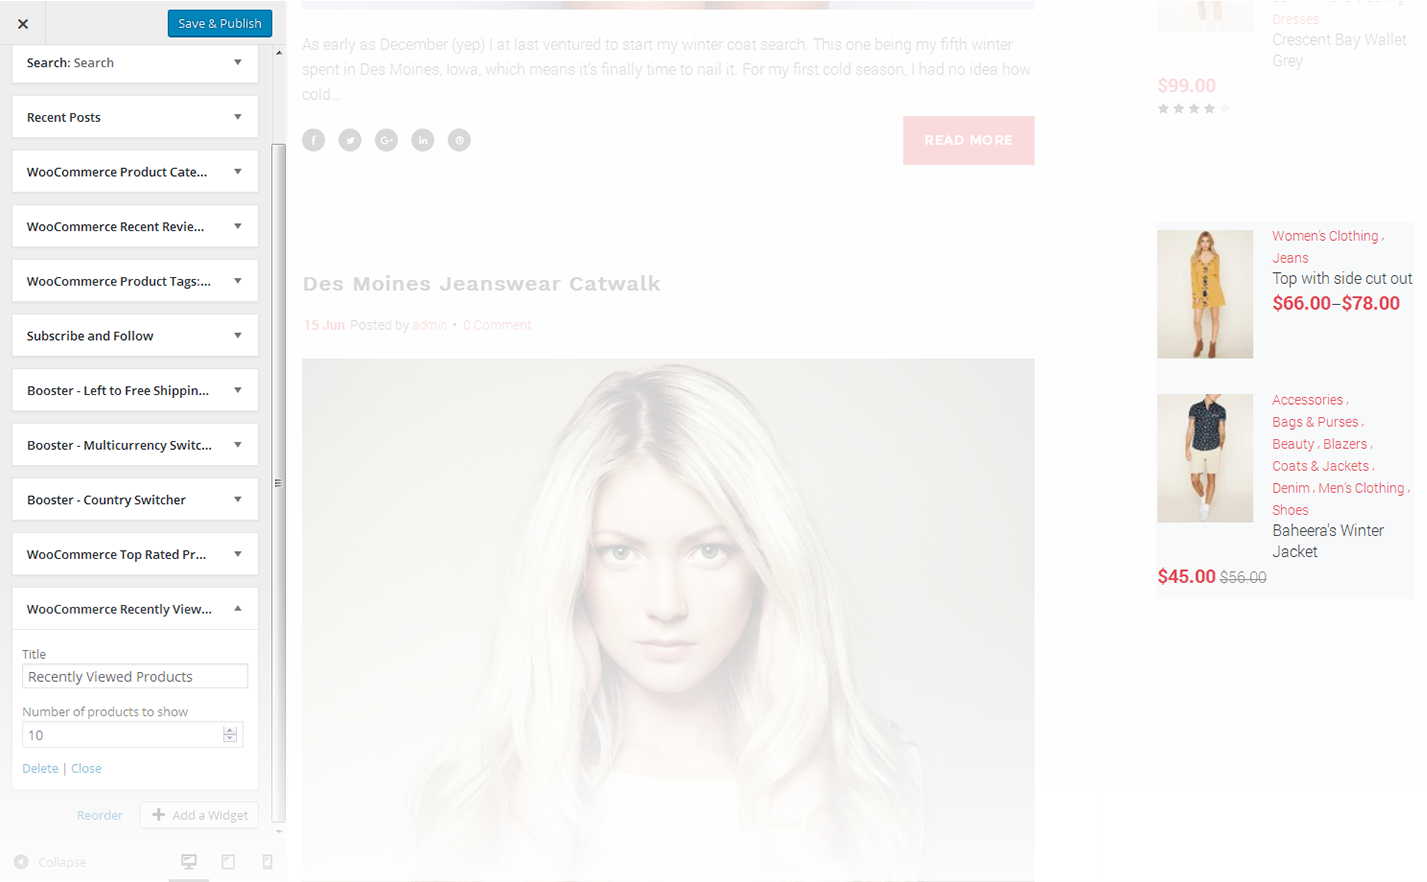 Save & Publish
Search: Search
Recent Posts
WooCommerce Product Cate...
WooCommerce Recent Revie...
WooCommerce Product Tags:...
Subscribe and Follow
Booster - Left to Free Shippin...
Booster - Multicurrency Switc...
Booster - Country Switcher
WooCommerce Top Rated Pr...
WooCommerce Recently View...
Title
Recently Viewed Products
Number of products to show
10
Delete | Close
Reorder
Add a Widget
Collapse
As early as December (yep) I at last ventured to start my winter coat search. This one being my fifth winter
spent in Des Moines, Iowa, which means it's finally time to nail it. For my first cold season, I had no idea how
cold...
READ MORE
Des Moines Jeanswear Catwalk
15 Jun Posted by admin • 0 Comment
Dresses
Crescent Bay Wallet
Grey
$99.00
Women's Clothing ,
Jeans
Top with side cut out
$66.00–$78.00
Accessories ,
Bags & Purses ,
Beauty , Blazers ,
Coats & Jackets ,
Denim , Men's Clothing ,
Shoes
Baheera's Winter
Jacket
$45.00 $56.00